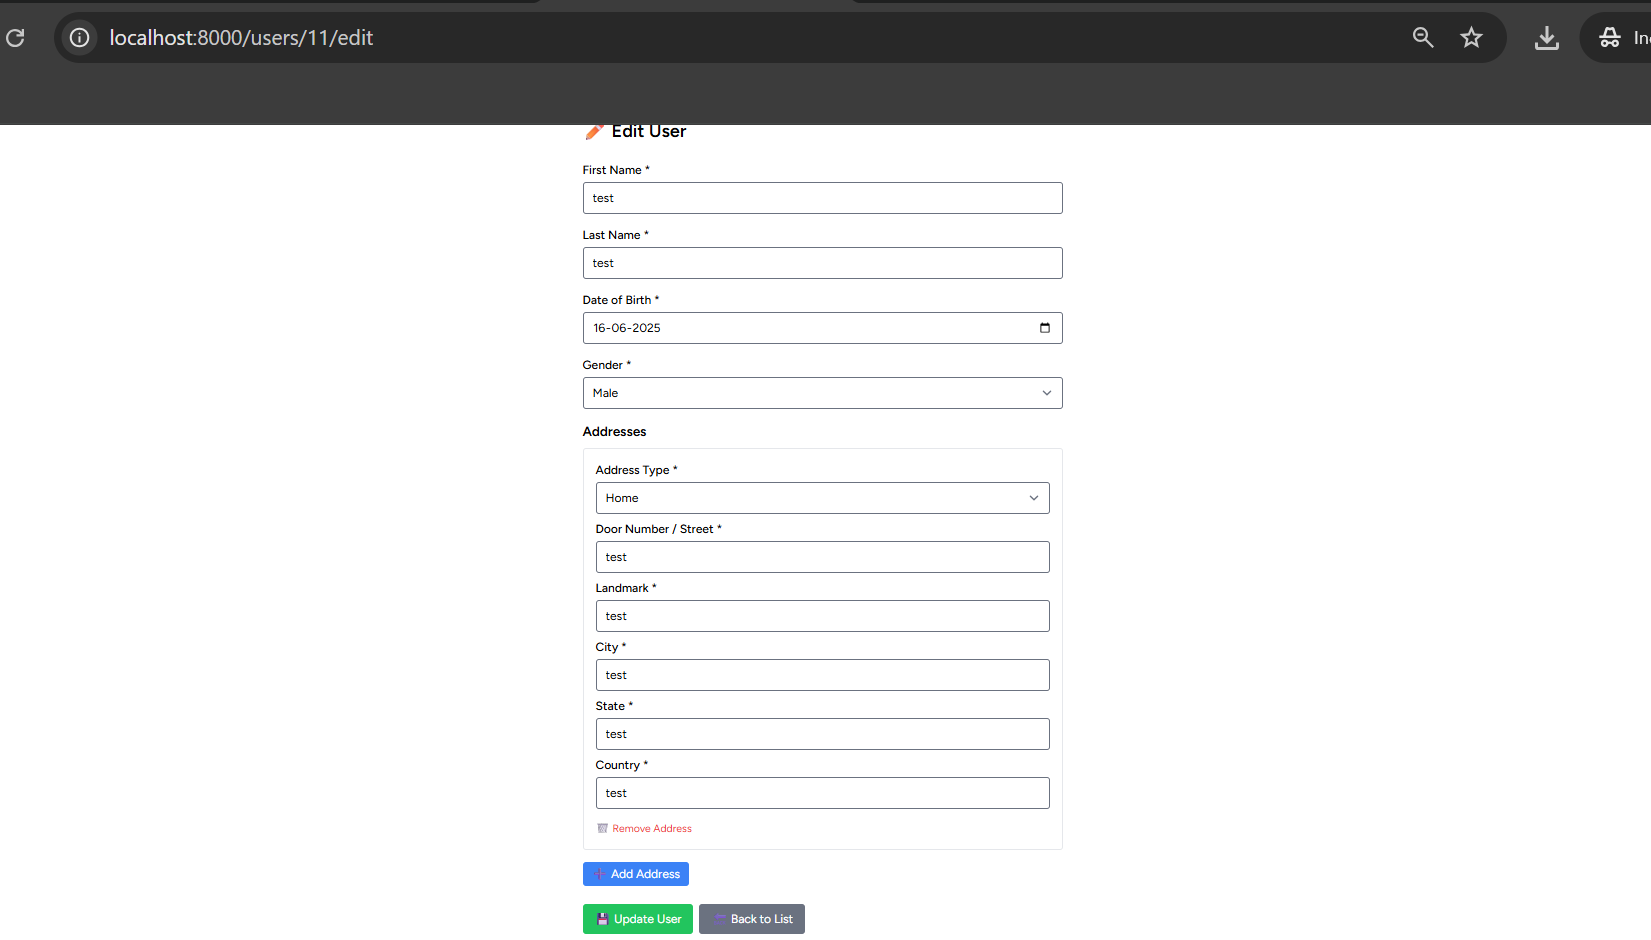 localhost:8000/users/11/edit
Edit User
First Name *
test
Last Name *
test
Date of Birth *
16-06-2025
Gender *
Male
Addresses
Address Type *
Home
Door Number / Street *
test
Landmark *
test
City *
test
State *
test
Country *
test
Remove Address
Add Address
Update User Back to List